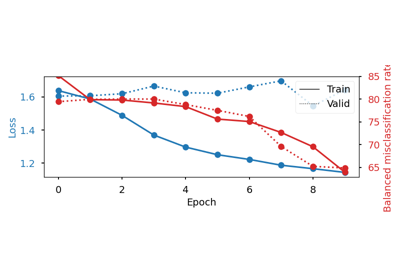 1.6
1.4
1.2
Loss
85
80
75
70
65
Balanced misclassification rate
Train
Valid
0
2
4
6
8
Epoch